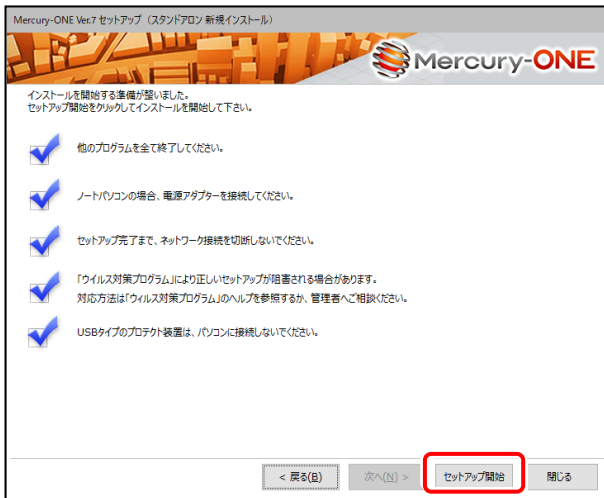 Mercury-ONE Ver.7 セットアップ（スタンドアロン 新規インストール）
Mercury-ONE
インストールを開始する準備が整いました。
セットアップ開始をクリックしてインストールを開始して下さい。
他のプログラムを全て終了してください。
ノートパソコンの場合、電源アダプターを接続してください。
セットアップ完了まで、ネットワーク接続を切断しないでください。
「ウイルス対策プログラム」により正しいセットアップが阻害される場合があります。
対応方法は「ウィルス対策プログラム」のヘルプを参照するか、管理者へご相談ください。
USBタイプのプロテクト装置は、パソコンに接続しないでください。
< 戻る(B) 次へ(N) > セットアップ開始 閉じる